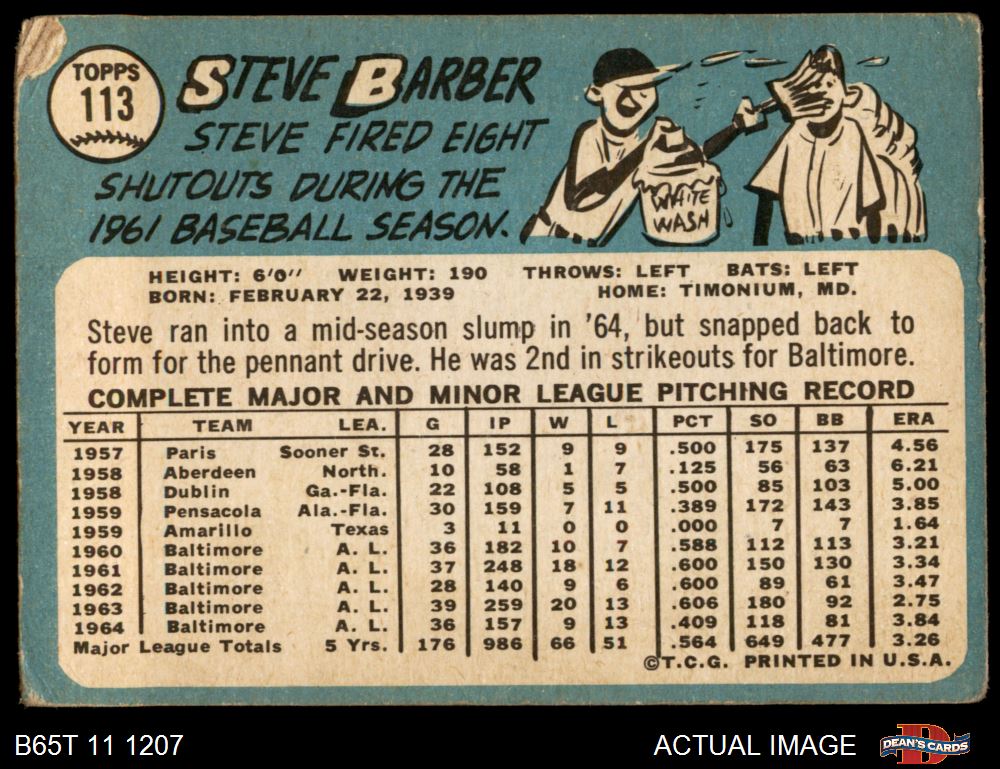 TOPPS
113
STEVE BARBER
STEVE FIRED EIGHT
SHUTOUTS DURING THE
1961 BASEBALL SEASON.
WHITE
WASH
HEIGHT: 6'0" WEIGHT: 190 THROWS: LEFT BATS: LEFT
BORN: FEBRUARY 22, 1939 HOME: TIMONIUM, MD.
Steve ran into a mid-season slump in '64, but snapped back to
form for the pennant drive. He was 2nd in strikeouts for Baltimore.
COMPLETE MAJOR AND MINOR LEAGUE PITCHING RECORD
YEAR TEAM LEA. G IP W L PCT SO BB ERA
1957 Paris Sooner St. 28 152 9 9 .500 175 137 4.56
1958 Aberdeen North. 10 58 1 7 .125 56 63 6.21
1958 Dublin Ga.-Fla. 22 108 5 5 .500 85 103 5.00
1959 Pensacola Ala.-Fla. 30 159 7 11 .389 172 143 3.85
1959 Amarillo Texas 3 11 0 0 .000 7 7 1.64
1960 Baltimore A. L. 36 182 10 7 .588 112 113 3.21
1961 Baltimore A. L. 37 248 18 12 .600 150 130 3.34
1962 Baltimore A. L. 28 140 9 6 .600 89 61 3.47
1963 Baltimore A. L. 39 259 20 13 .606 180 92 2.75
1964 Baltimore A. L. 36 157 9 13 .409 118 81 3.84
Major League Totals 5 Yrs. 176 986 66 51 .564 649 477 3.26
©T.C.G. PRINTED IN U.S.A.
B65T 11 1207
ACTUAL IMAGE
DEAN'S CARDS